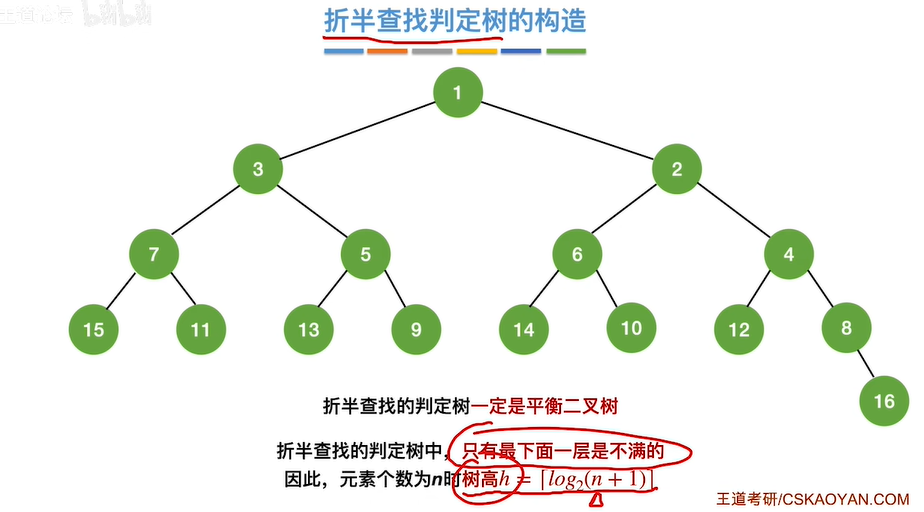 折半查找判定树的构造
1
3 2
7 5 6 4
15 11 13 9 14 10 12 8
16
折半查找的判定树一定是平衡二叉树
折半查找的判定树中，只有最下面一层是不满的
因此，元素个数为n时树高h = ⌈log₂(n + 1)⌉
王道考研/CSKAOYAN.COM